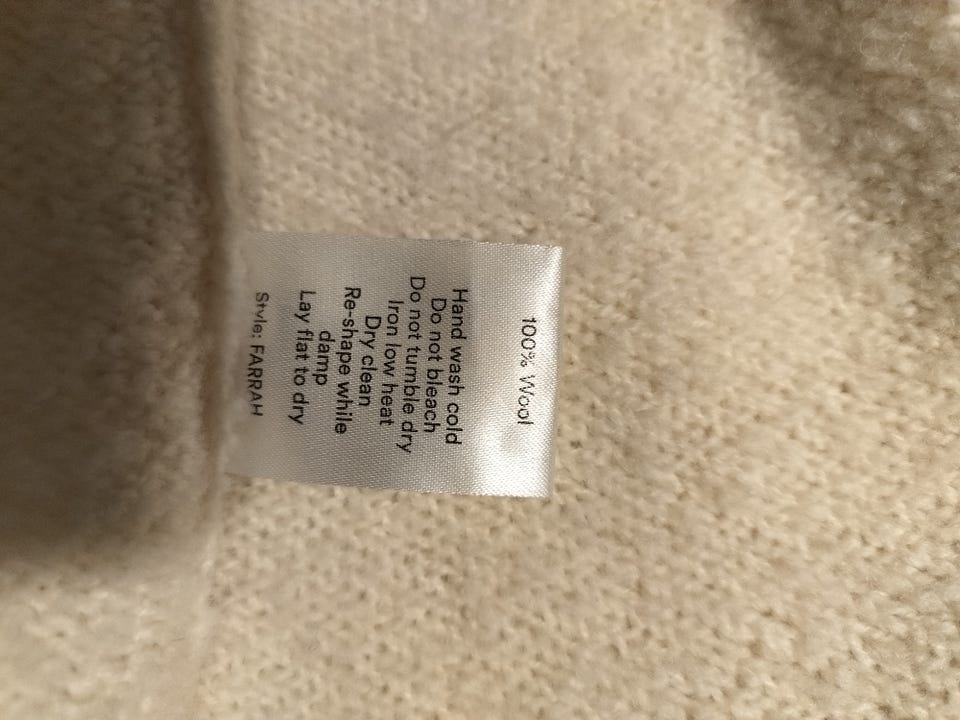 100% Wool
Hand wash cold
Do not bleach
Do not tumble dry
Iron low heat
Dry clean
Re-shape while
damp
Lay flat to dry
Style: FARRAH